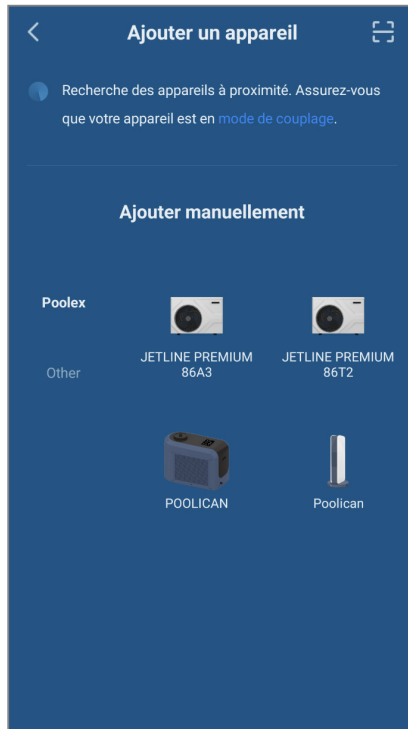 Ajouter un appareil
Recherche des appareils à proximité. Assurez-vous
que votre appareil est en mode de couplage.
Ajouter manuellement
Poolex
Other
JETLINE PREMIUM
86A3
JETLINE PREMIUM
86T2
POOLICAN
Poolican